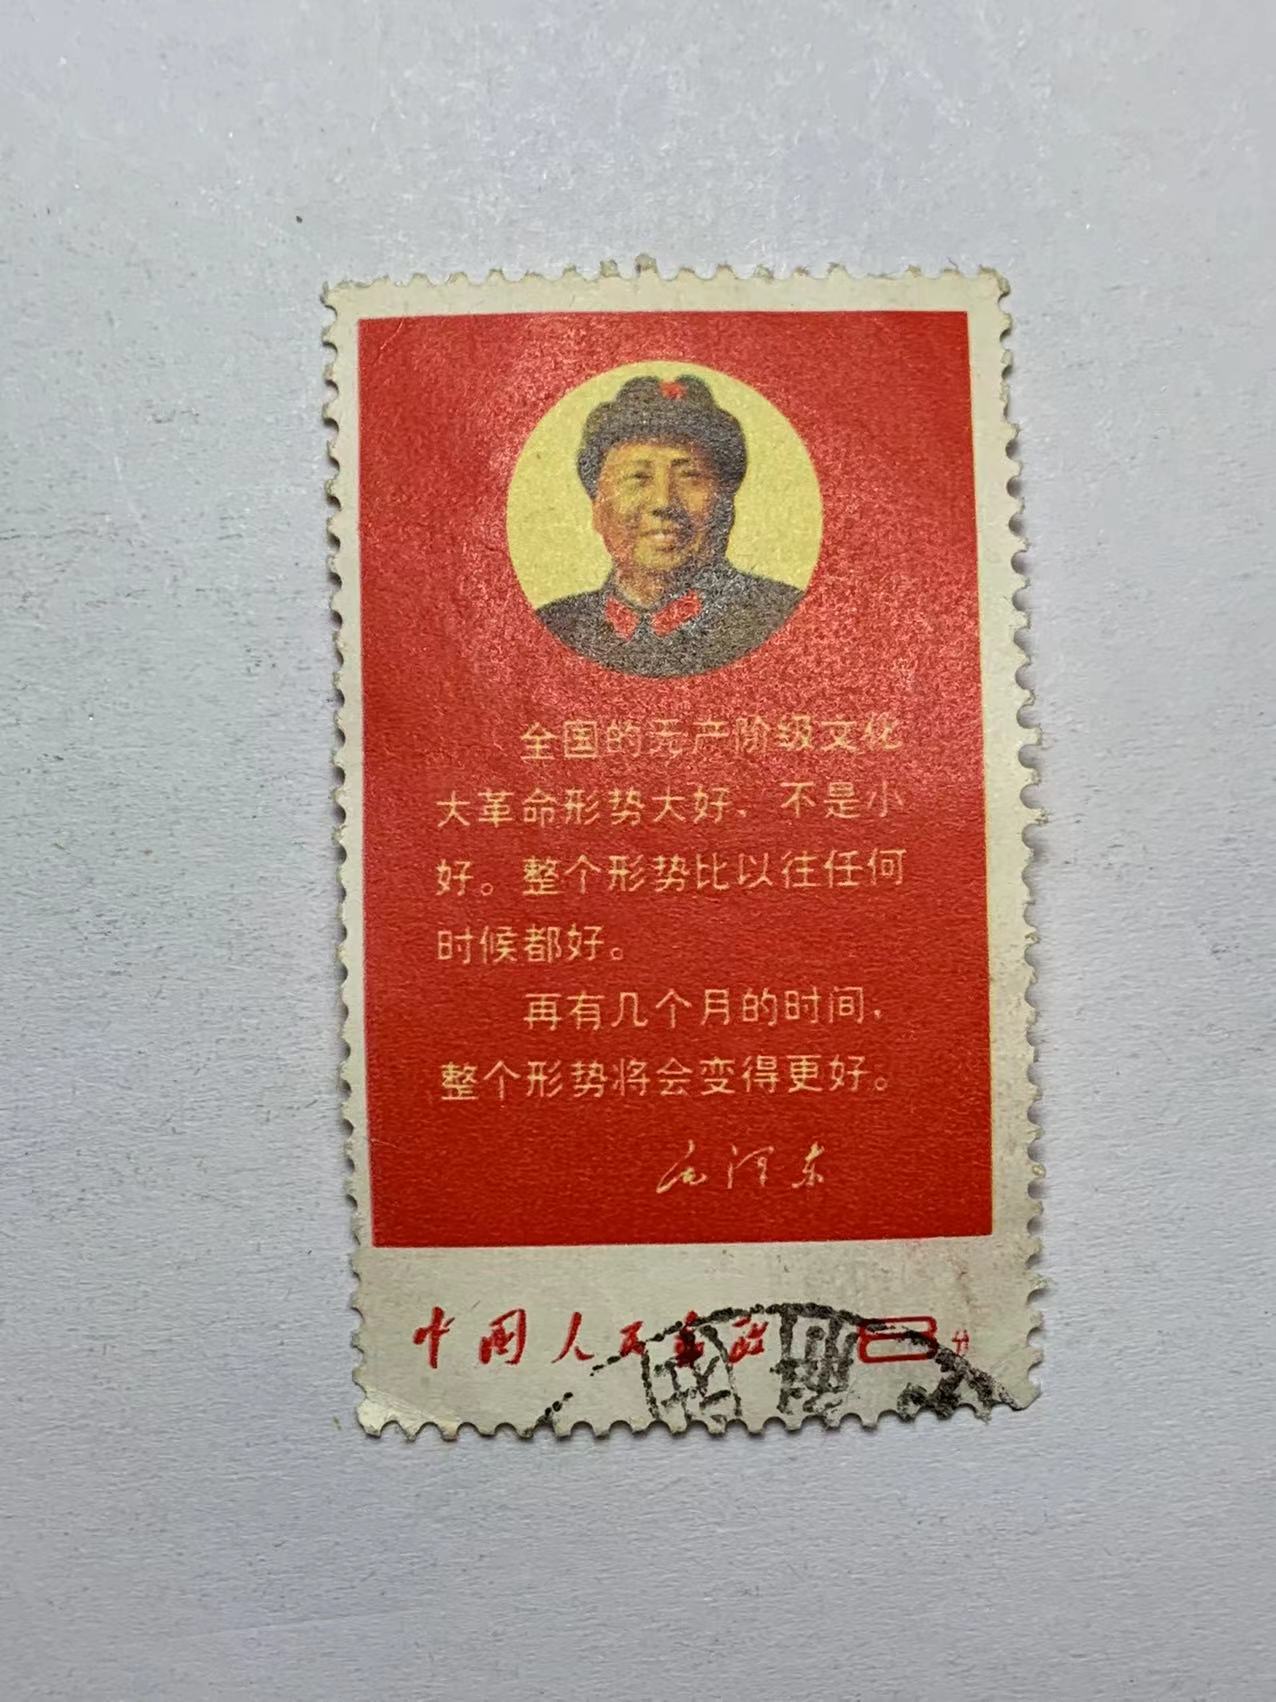 全国的无产阶级文化
大革命形势大好，不是小
好。整个形势比以往任何
时候都好。
再有几个月的时间，
整个形势将会变得更好。
毛泽东
中国人民邮政 8分